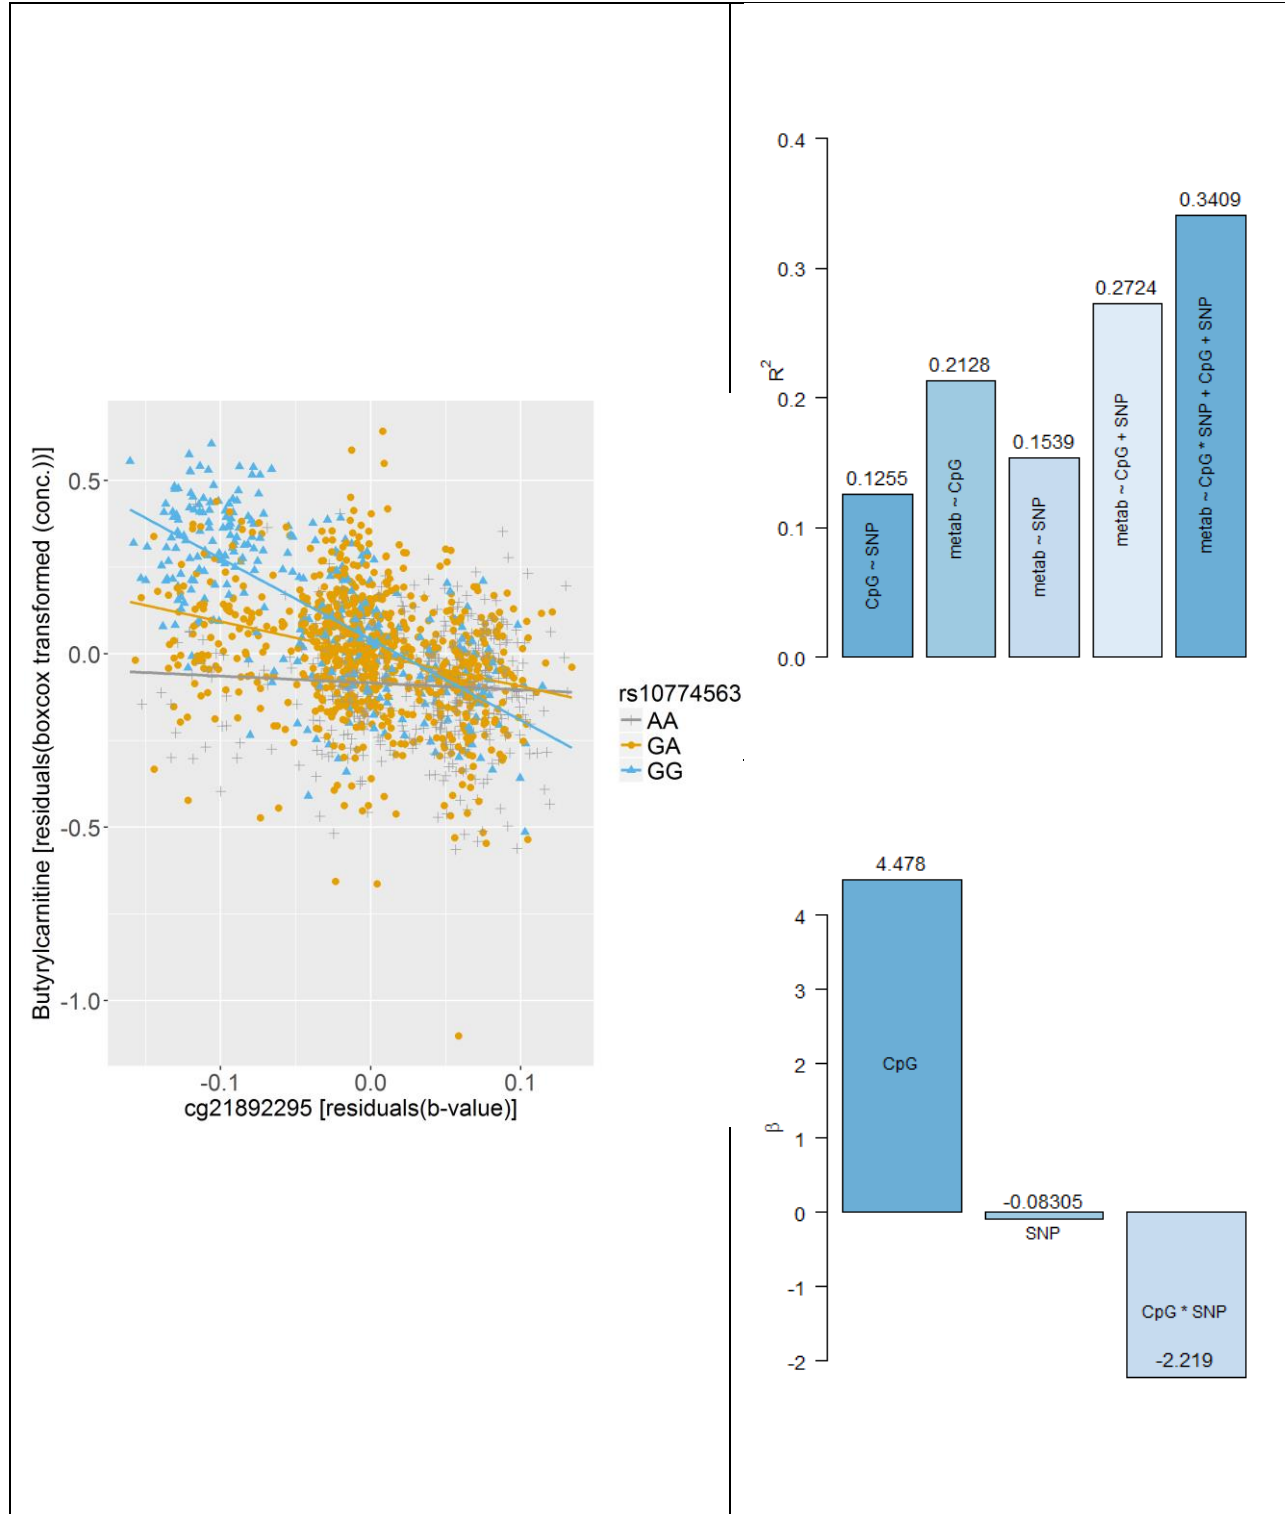 Butyrylcarnitine [residuals(boxcox transformed (conc.))]
0.5
0.0
-0.5
-1.0
-0.1
0.0
0.1
cg21892295 [residuals(b-value)]
rs10774563
AA
GA
GG
R2
0.4
0.3
0.2
0.1
0.0
0.1255
CpG ~ SNP
0.2128
metab ~ CpG
0.1539
metab ~ SNP
0.2724
metab ~ CpG + SNP
0.3409
metab ~ CpG * SNP + CpG + SNP
β
4
3
2
1
0
-1
-2
4.478
CpG
-0.08305
SNP
CpG * SNP
-2.219